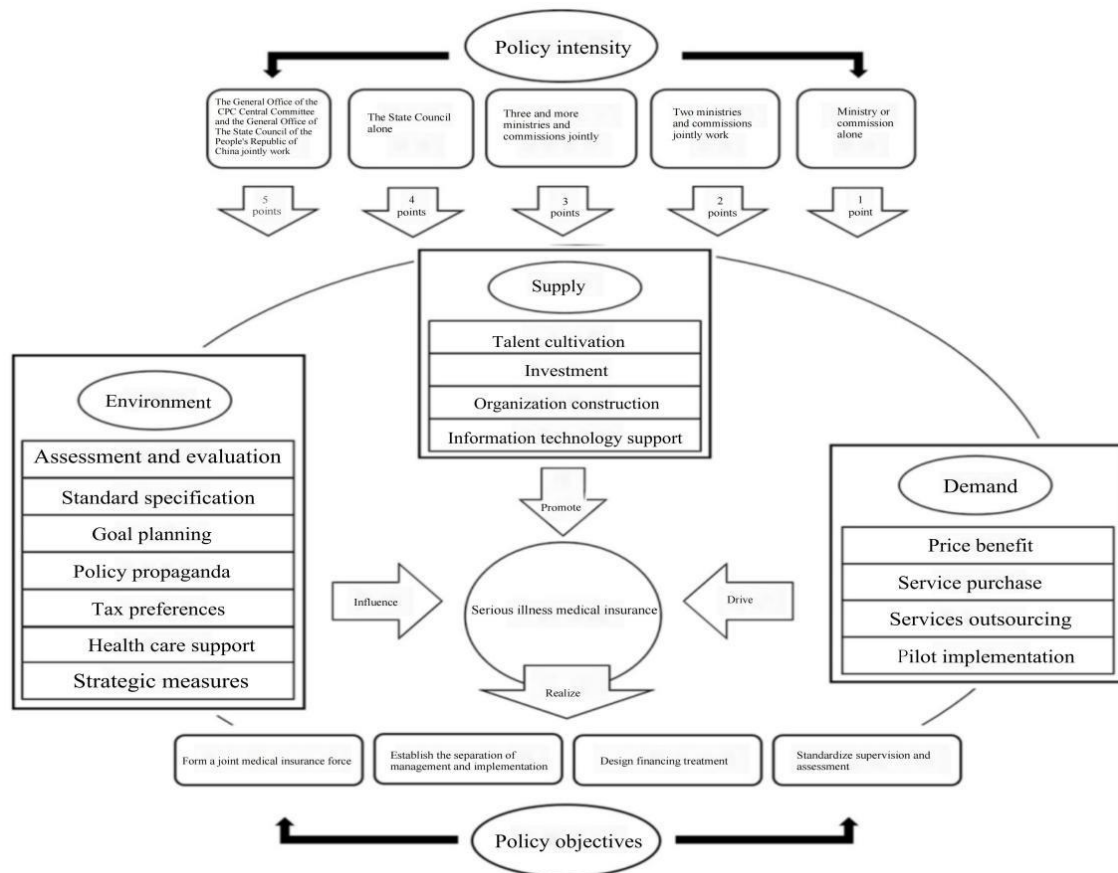 Policy intensity
The General Office of the
CPC Central Committee
and the General Office of
The State Council of the
People's Republic of
China jointly work
The State Council
alone
Three and more
ministries and
commissions jointly
Two ministries
and commissions
jointly work
Ministry or
commission alone
5
points
4
points
3
points
2
points
1
point
Supply
Talent cultivation
Investment
Organization construction
Information technology support
Environment
Assessment and evaluation
Standard specification
Goal planning
Policy propaganda
Tax preferences
Health care support
Strategic measures
Demand
Price benefit
Service purchase
Services outsourcing
Pilot implementation
Promote
Influence
Serious illness medical insurance
Drive
Realize
Form a joint medical insurance force
Establish the separation of
management and implementation
Design financing treatment
Standardize supervision and
assessment
Policy objectives